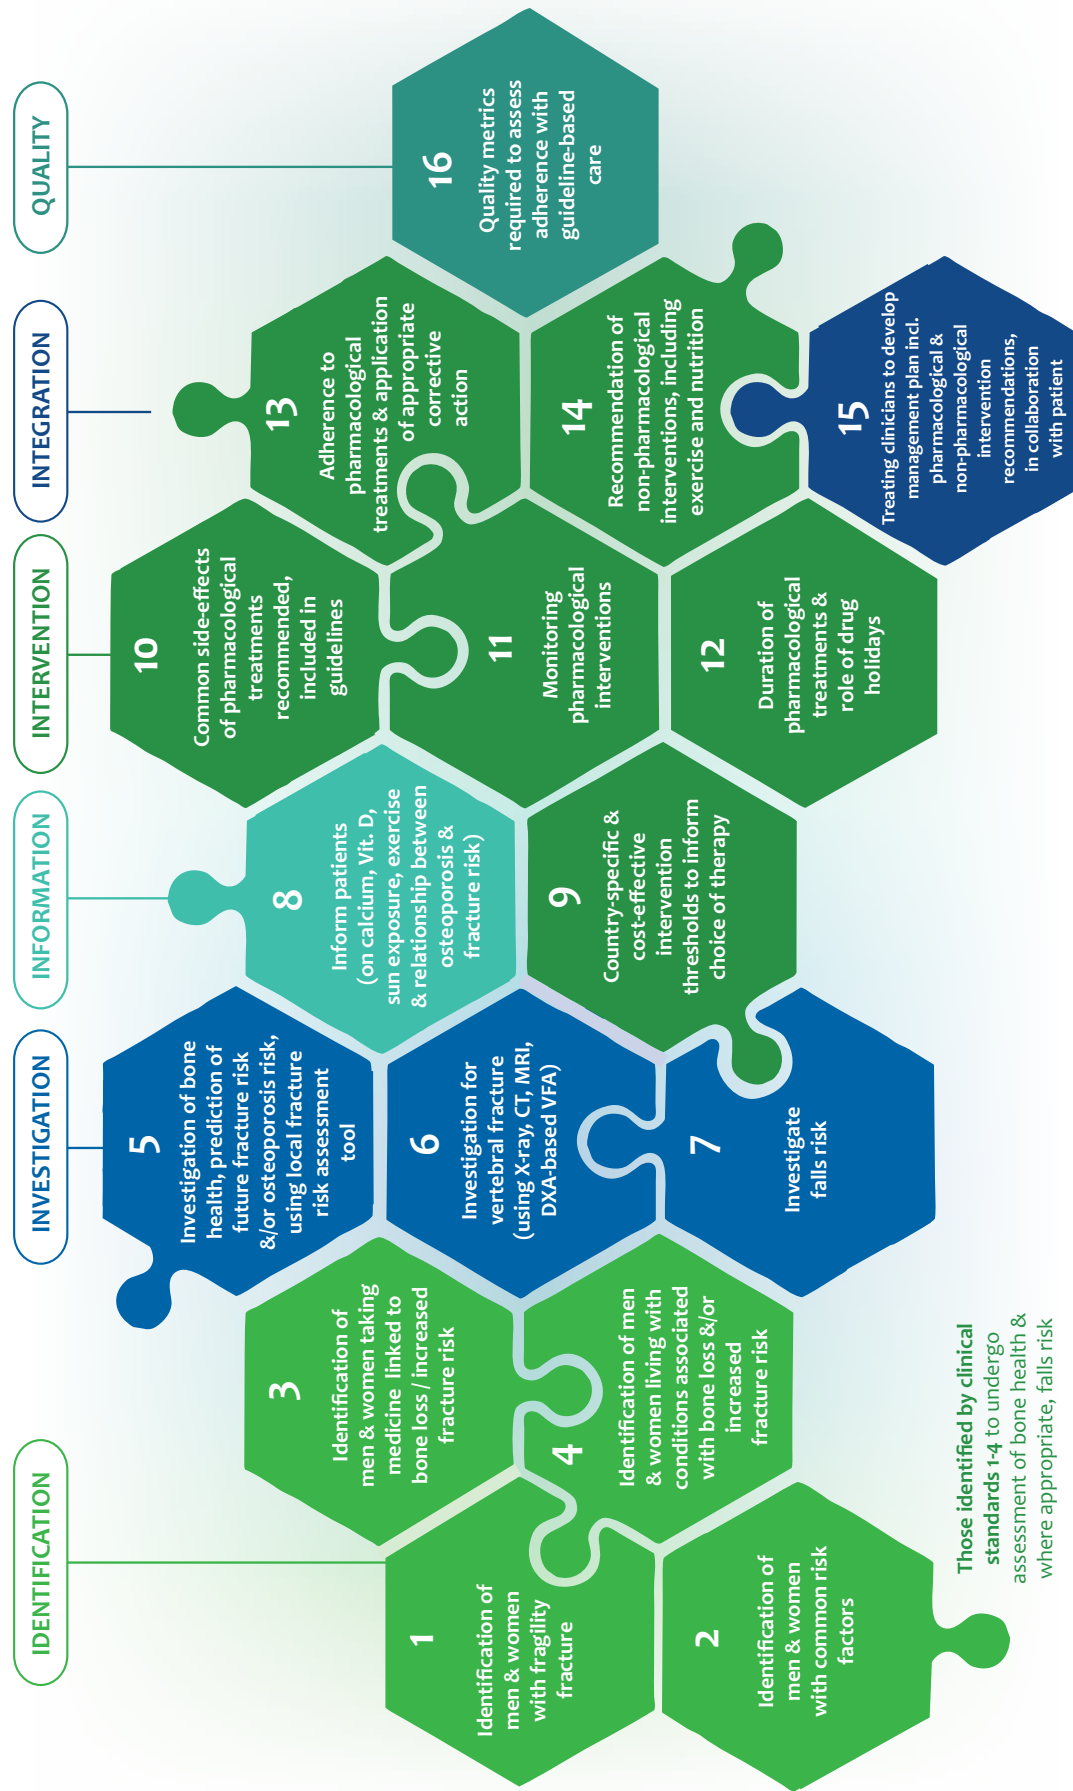 IDENTIFICATION
INVESTIGATION
INFORMATION
INTERVENTION
INTEGRATION
QUALITY
1
Identification of
men & women
with fragility
fracture
2
Identification of
men & women
with common risk
factors
3
Identification of
men & women taking
medicine linked to
bone loss / increased
fracture risk
4
Identification of men
& women living with
conditions associated
with bone loss &/or
increased
fracture risk
Those identified by clinical
standards 1-4 to undergo
assessment of bone health &
where appropriate, falls risk
5
Investigation of bone
health, prediction of
future fracture risk
&/or osteoporosis risk,
using local fracture
risk assessment
tool
6
Investigation for
vertebral fracture
(using X-ray, CT, MRI,
DXA-based VFA)
7
Investigate
falls risk
8
Inform patients
(on calcium, Vit. D,
sun exposure, exercise
& relationship between
osteoporosis &
fracture risk)
9
Country-specific &
cost-effective
intervention
thresholds to inform
choice of therapy
10
Common side-effects
of pharmacological
treatments
recommended,
included in
guidelines
11
Monitoring
pharmacological
interventions
12
Duration of
pharmacological
treatments &
role of drug
holidays
13
Adherence to
pharmacological
treatments & application
of appropriate
corrective
action
14
Recommendation of
non-pharmacological
interventions, including
exercise and nutrition
15
Treating clinicians to develop
management plan incl.
pharmacological &
non-pharmacological
intervention
recommendations,
in collaboration
with patient
16
Quality metrics
required to assess
adherence with
guideline-based
care